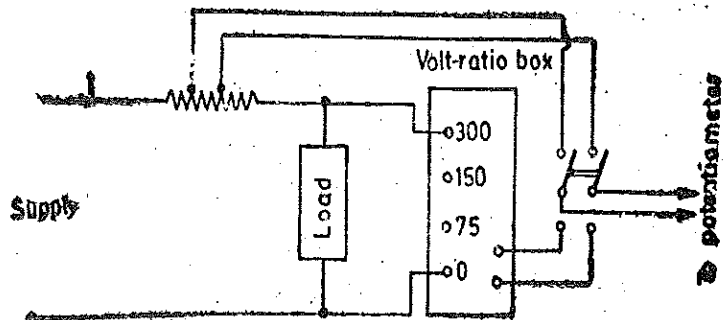 Volt-ratio box
300
150
75
0
Load
Supply
To potentiometer